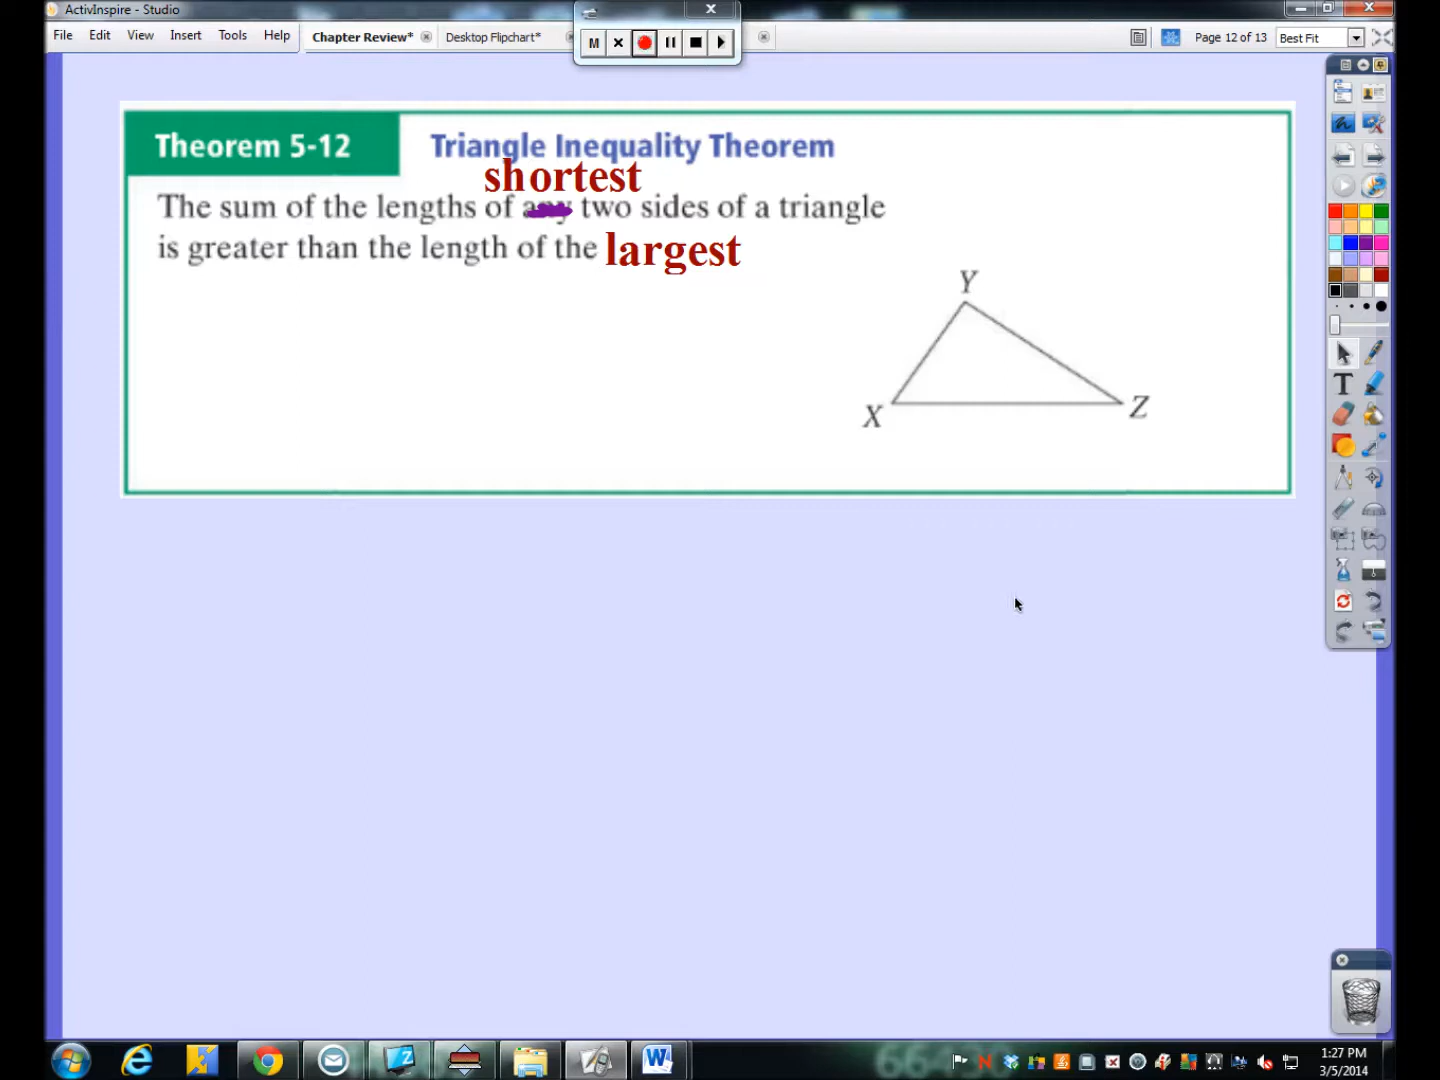 ActivInspire - Studio
File Edit View Insert Tools Help Chapter Review* Desktop Flipchart* Page 12 of 13 Best Fit
M
Theorem 5-12 Triangle Inequality Theorem
shortest
The sum of the lengths of any two sides of a triangle
is greater than the length of the largest
Y
X Z
1:27 PM
3/5/2014